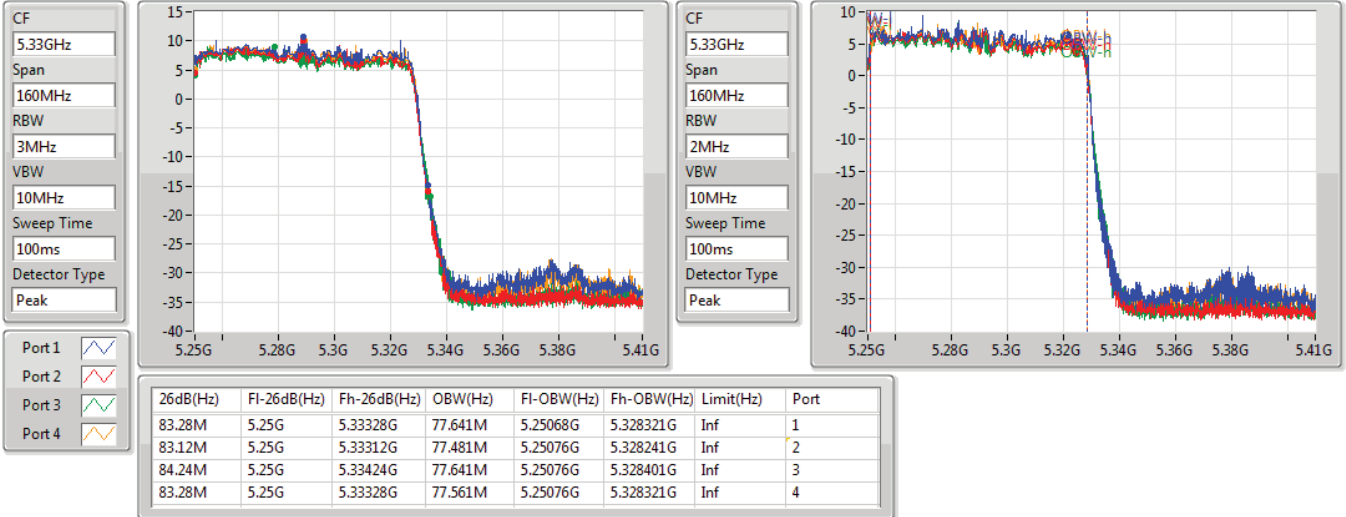 CF
5.33GHz
Span
160MHz
RBW
3MHz
VBW
10MHz
Sweep Time
100ms
Detector Type
Peak
15
10
5
0
-5
-10
-15
-20
-25
-30
-35
-40
5.25G 5.28G 5.3G 5.32G 5.34G 5.36G 5.38G 5.41G
CF
5.33GHz
Span
160MHz
RBW
2MHz
VBW
10MHz
Sweep Time
100ms
Detector Type
Peak
10
5
0
-5
-10
-15
-20
-25
-30
-35
-40
5.25G 5.28G 5.3G 5.32G 5.34G 5.36G 5.38G 5.41G
Port 1
Port 2
Port 3
Port 4
26dB(Hz) Fl-26dB(Hz) Fh-26dB(Hz) OBW(Hz) Fl-OBW(Hz) Fh-OBW(Hz) Limit(Hz) Port
83.28M 5.25G 5.33328G 77.641M 5.25068G 5.328321G Inf 1
83.12M 5.25G 5.33312G 77.481M 5.25076G 5.328241G Inf 2
84.24M 5.25G 5.33424G 77.641M 5.25076G 5.328401G Inf 3
83.28M 5.25G 5.33328G 77.561M 5.25076G 5.328321G Inf 4